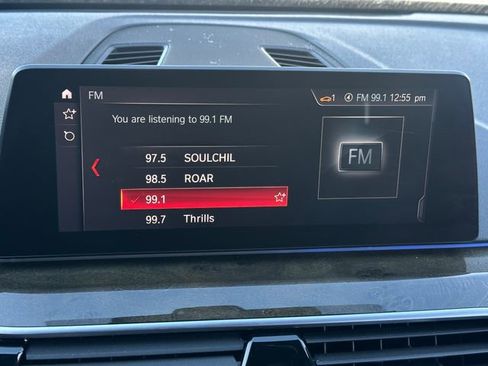 FM
1 FM 99.1 12:55 pm
You are listening to 99.1 FM
FM
97.5 SOULCHIL
98.5 ROAR
99.1
99.7 Thrills